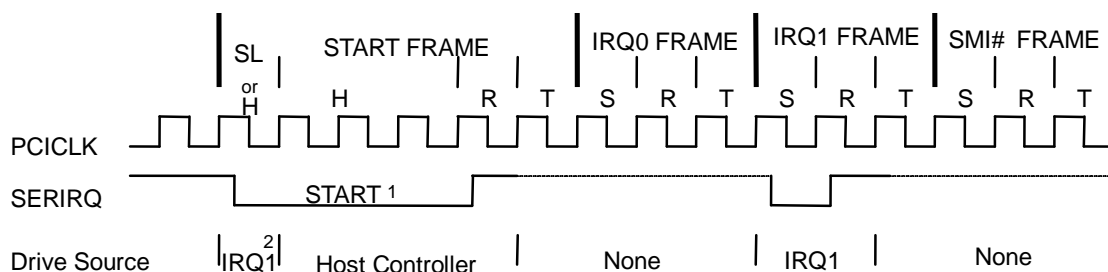 SL
or
H
START FRAME
IRQ0 FRAME
IRQ1 FRAME
SMI# FRAME
H
R
T
S
R
T
S
R
T
S
R
T
PCICLK
SERIRQ
START 1
Drive Source
IRQ1 2
Host Controller
None
IRQ1
None